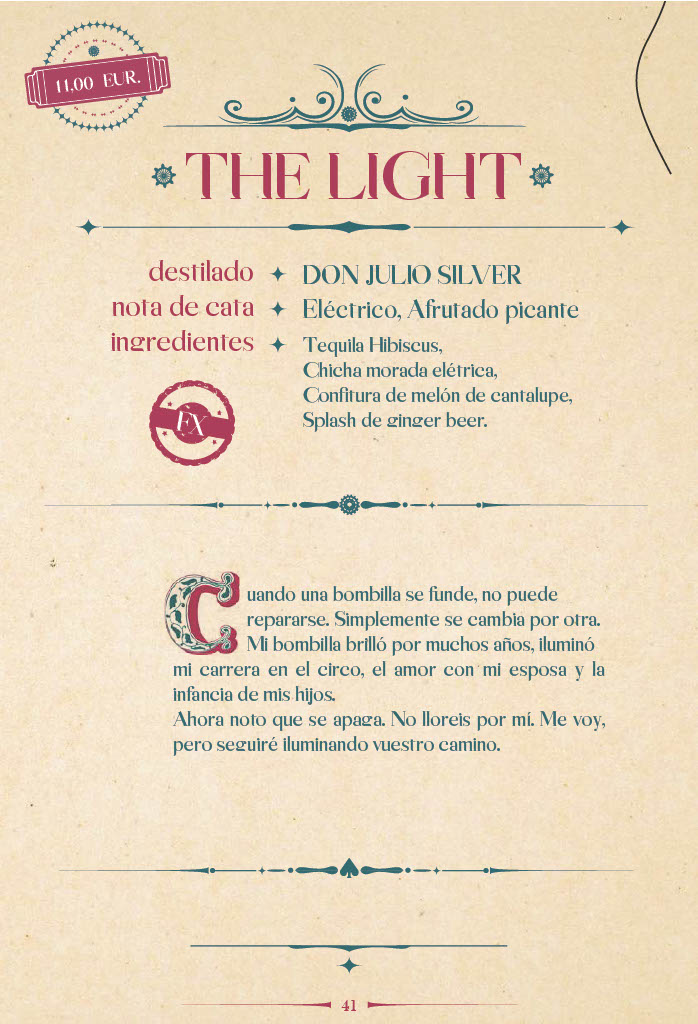 11,00 EUR.
THE LIGHT
destilado DON JULIO SILVER
nota de cata Eléctrico, Afrutado picante
ingredientes Tequila Hibiscus,
Chicha morada elétrica,
Confitura de melón de cantalupe,
Splash de ginger beer.
FX
Cuando una bombilla se funde, no puede
repararse. Simplemente se cambia por otra.
Mi bombilla brilló por muchos años, iluminó
mi carrera en el circo, el amor con mi esposa y la
infancia de mis hijos.
Ahora noto que se apaga. No lloreis por mí. Me voy,
pero seguiré iluminando vuestro camino.
41